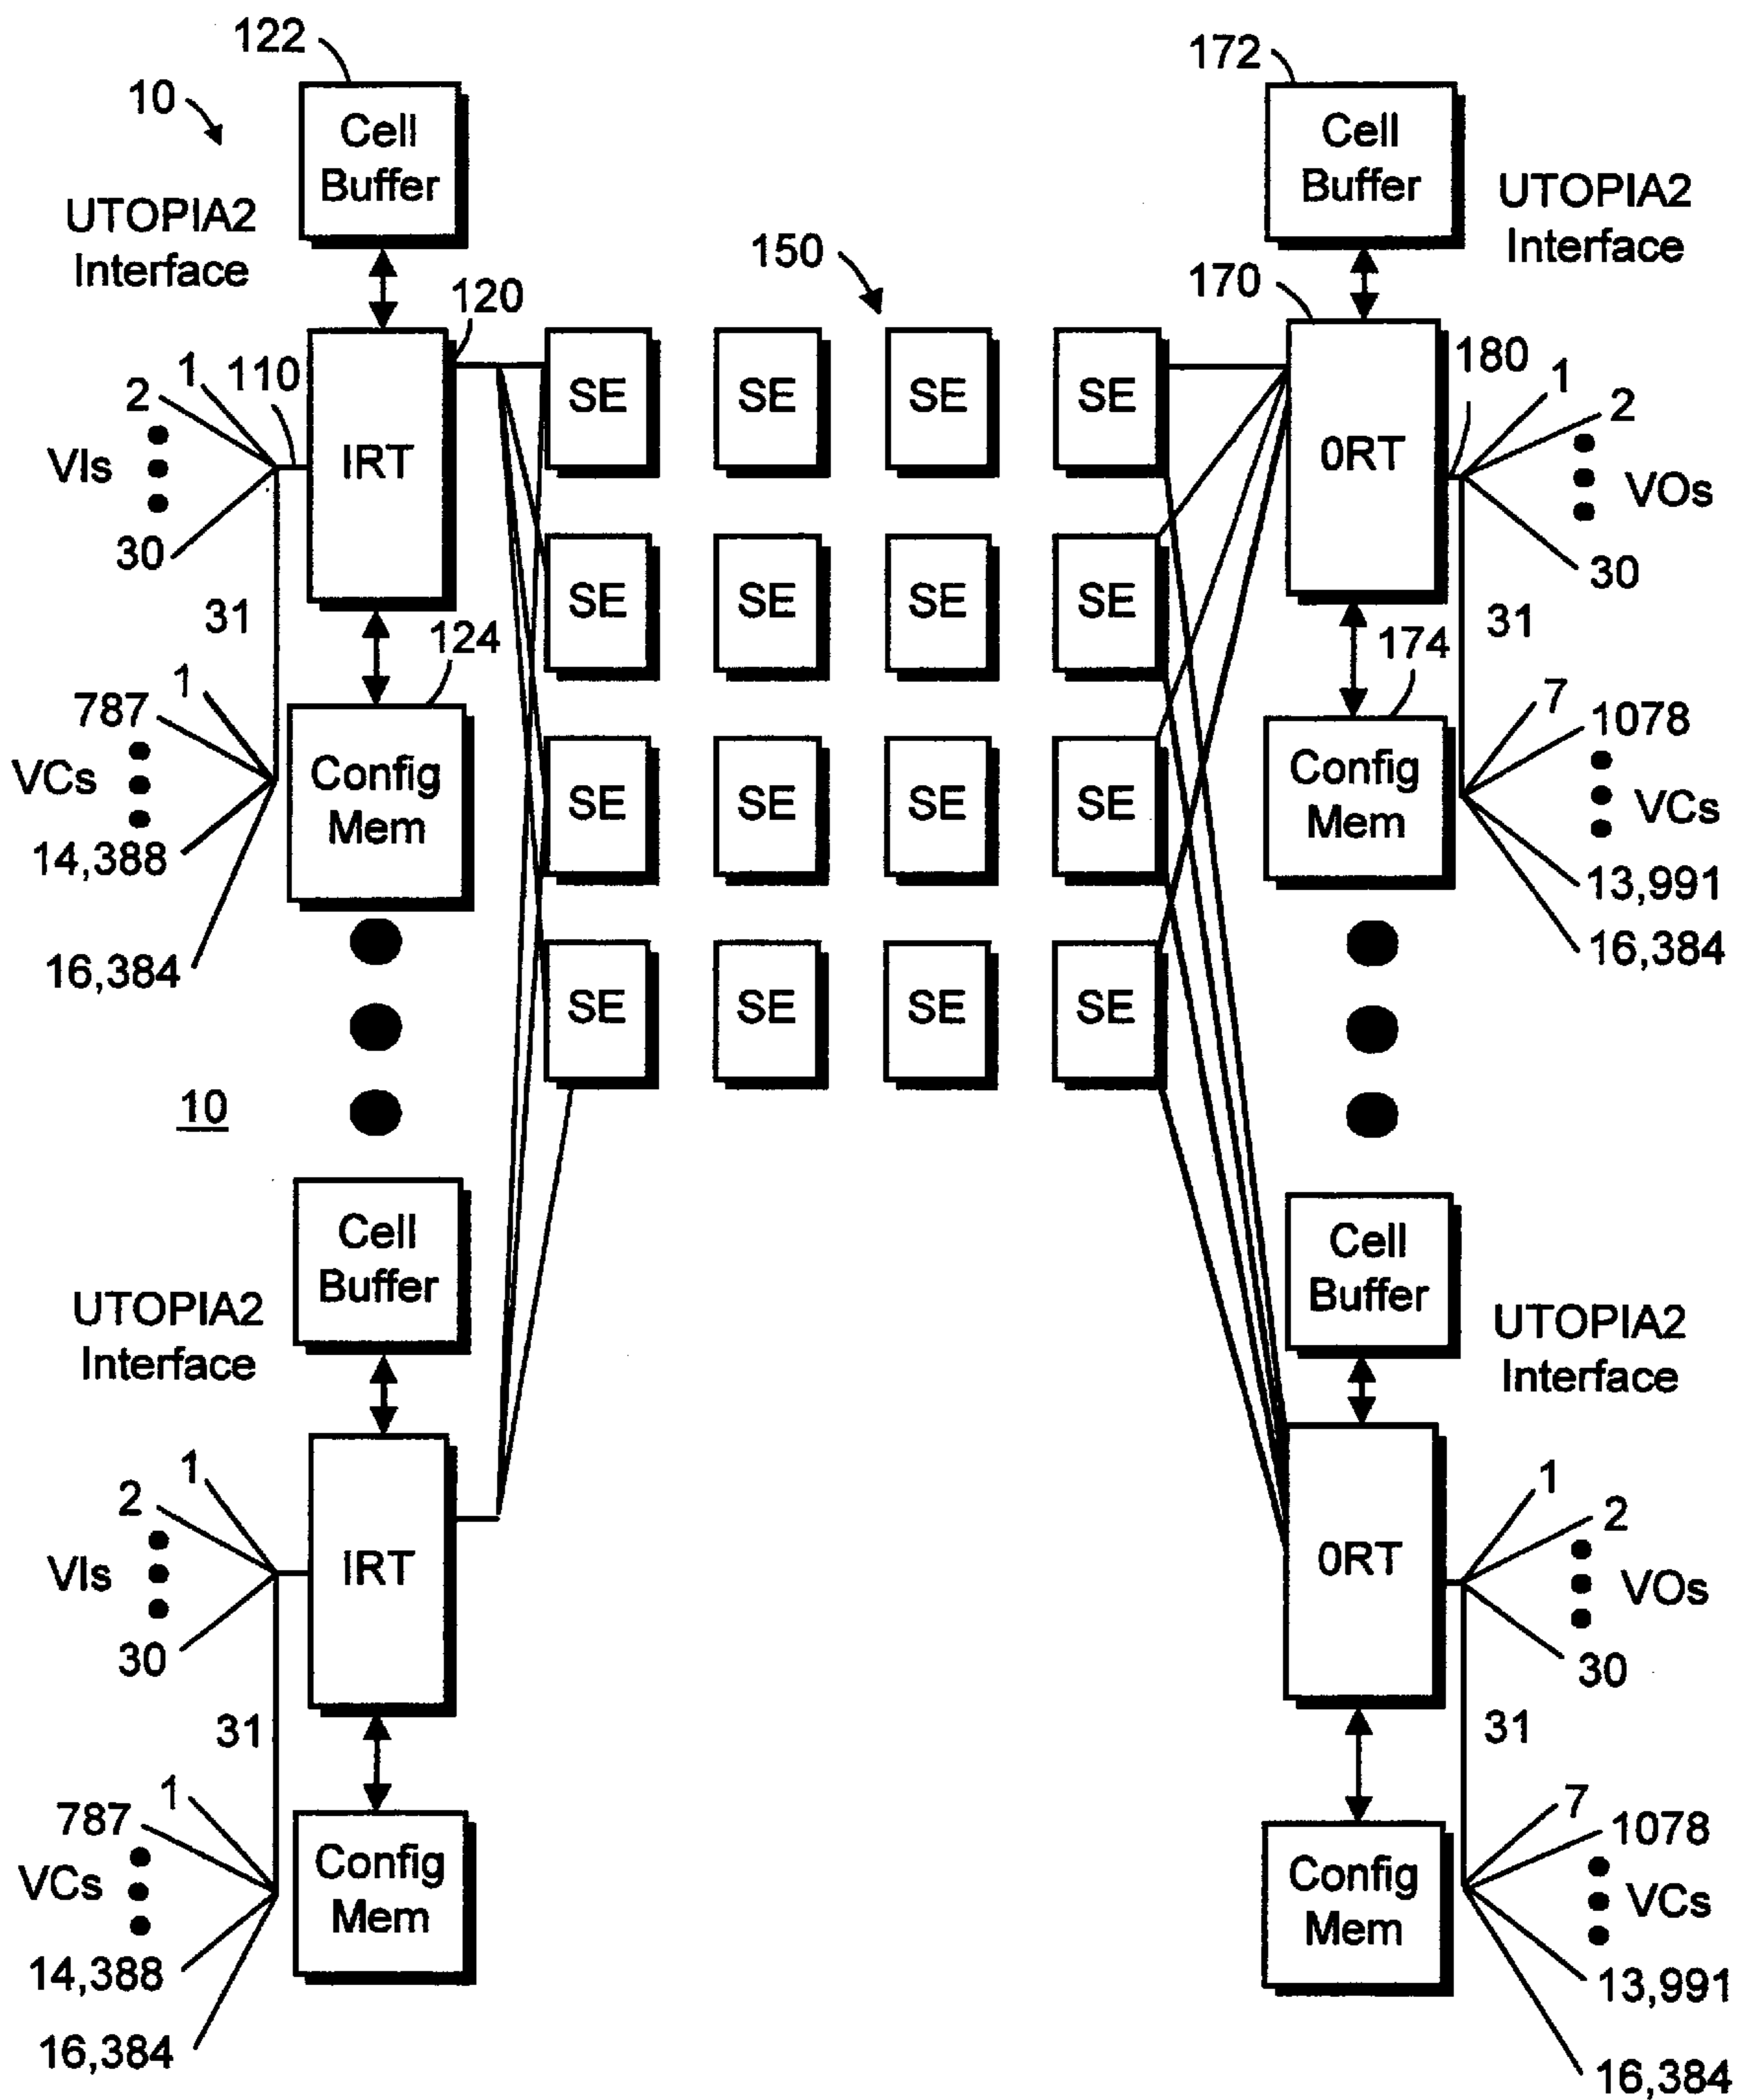 122
172
10
Cell
Buffer
Cell
Buffer
UTOPIA2
Interface
UTOPIA2
Interface
150
120
170
110
180
1
2
VIs
30
IRT
SE SE SE SE
0RT
1
2
VOs
30
SE SE SE SE
31
124
31
174
1
787
VCs
14,388
16,384
Config
Mem
SE SE SE SE
Config
Mem
7
1078
VCs
13,991
16,384
SE SE SE SE
10
Cell
Buffer
Cell
Buffer
UTOPIA2
Interface
UTOPIA2
Interface
1
2
VIs
30
IRT
0RT
1
2
VOs
30
31
31
1
787
VCs
14,388
16,384
Config
Mem
Config
Mem
7
1078
VCs
13,991
16,384